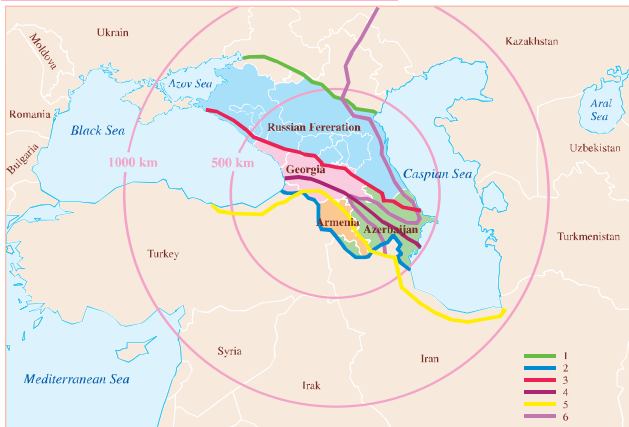 Ukrain
Kazakhstan
Moldova
Azov Sea
Aral
Sea
Romania
Black Sea
Russian Fereration
Bulgaria
1000 km
500 km
Georgia
Caspian Sea
Uzbekistan
Armenia
Azerbaijan
Turkey
Turkmenistan
Syria
Iran
Irak
Mediterranean Sea
1
2
3
4
5
6